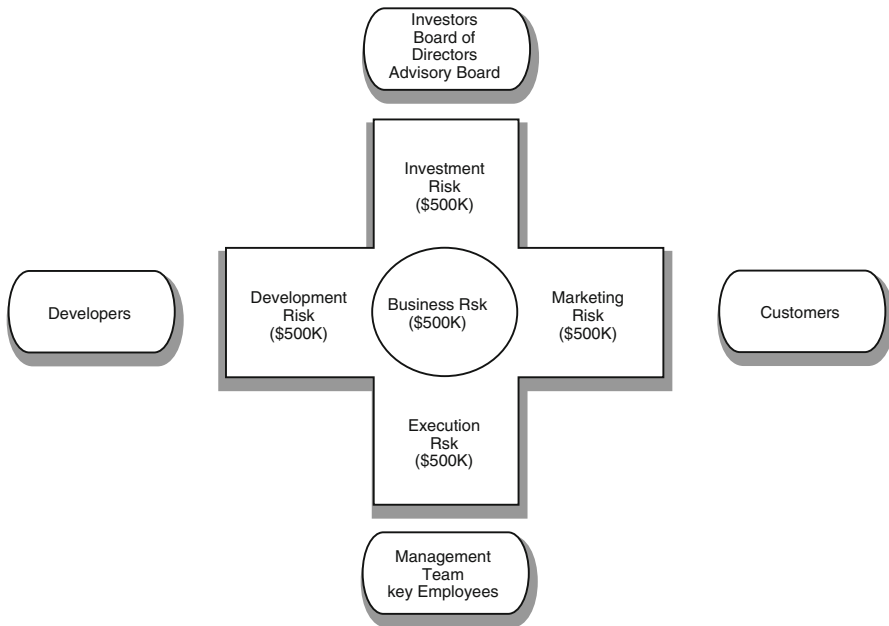 Investors
Board of
Directors
Advisory Board
Investment
Risk
($500K)
Developers
Development
Risk
($500K)
Business Rsk
($500K)
Marketing
Risk
($500K)
Customers
Execution
Rsk
($500K)
Management
Team
key Employees